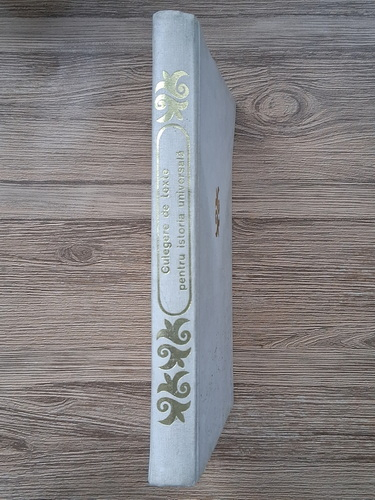 Culegere de texte
pentru istoria universală